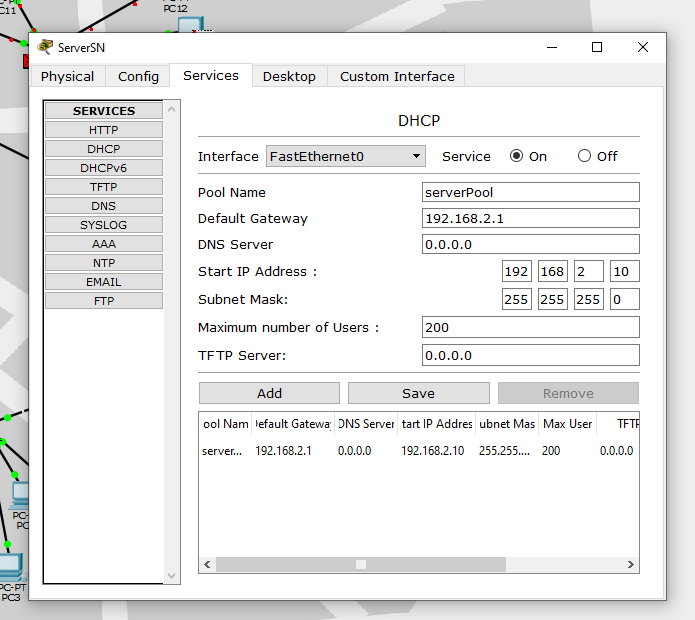 PC12
C11
ServerSN
Physical Config Services Desktop Custom Interface
SERVICES
HTTP
DHCP
DHCPv6
TFTP
DNS
SYSLOG
AAA
NTP
EMAIL
FTP
DHCP
Interface FastEthernet0 Service On Off
Pool Name serverPool
Default Gateway 192.168.2.1
DNS Server 0.0.0.0
Start IP Address : 192 168 2 10
Subnet Mask: 255 255 255 0
Maximum number of Users : 200
TFTP Server: 0.0.0.0
Add Save Remove
ool Nam efault Gateway DNS Server tart IP Addres ubnet Mas Max User TFTP
server... 192.168.2.1 0.0.0.0 192.168.2.10 255.255.... 200 0.0.0.0
PC-
PC
PC-PT
PC3